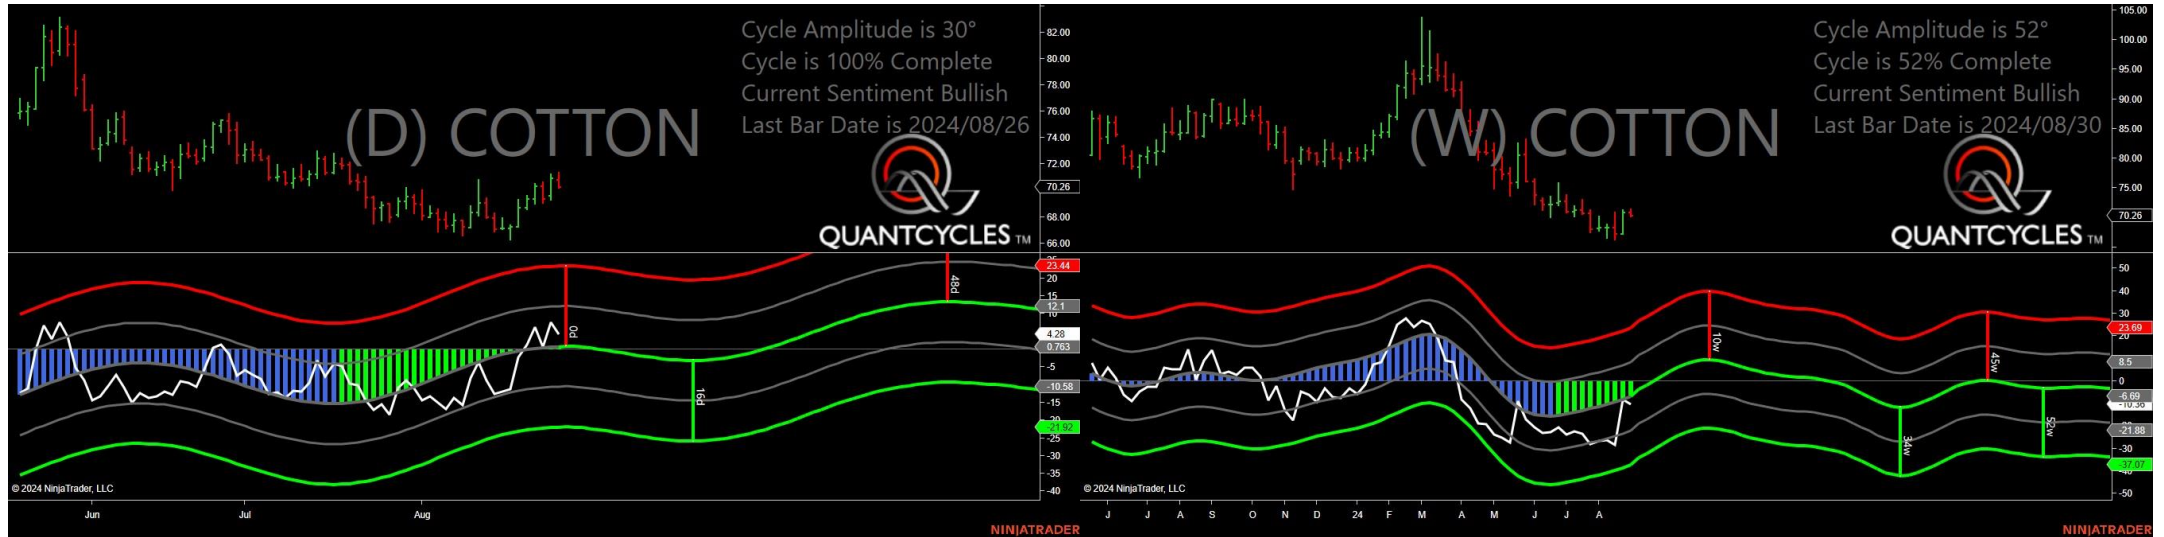 Cycle Amplitude is 30°
Cycle is 100% Complete
Current Sentiment Bullish
Last Bar Date is 2024/08/26
(D) COTTON
QUANTCYCLES TM
82.00
80.00
78.00
76.00
74.00
72.00
70.26
68.00
66.00
23.44
20
15
12.1
10
4.28
0.763
-5
-10.58
-15
-21.92
-25
-30
-35
-40
0d
16d
48d
© 2024 NinjaTrader, LLC
Jun Jul Aug
NINJATRADER
Cycle Amplitude is 52°
Cycle is 52% Complete
Current Sentiment Bullish
Last Bar Date is 2024/08/30
(W) COTTON
QUANTCYCLES TM
105.00
100.00
95.00
90.00
85.00
80.00
75.00
70.26
50
40
30
23.69
20
8.5
0
-6.69
-10.36
-21.88
-30
-37.07
-50
10w
34w
45w
52w
© 2024 NinjaTrader, LLC
J J A S O N D 24 F M A M J J A
NINJATRADER